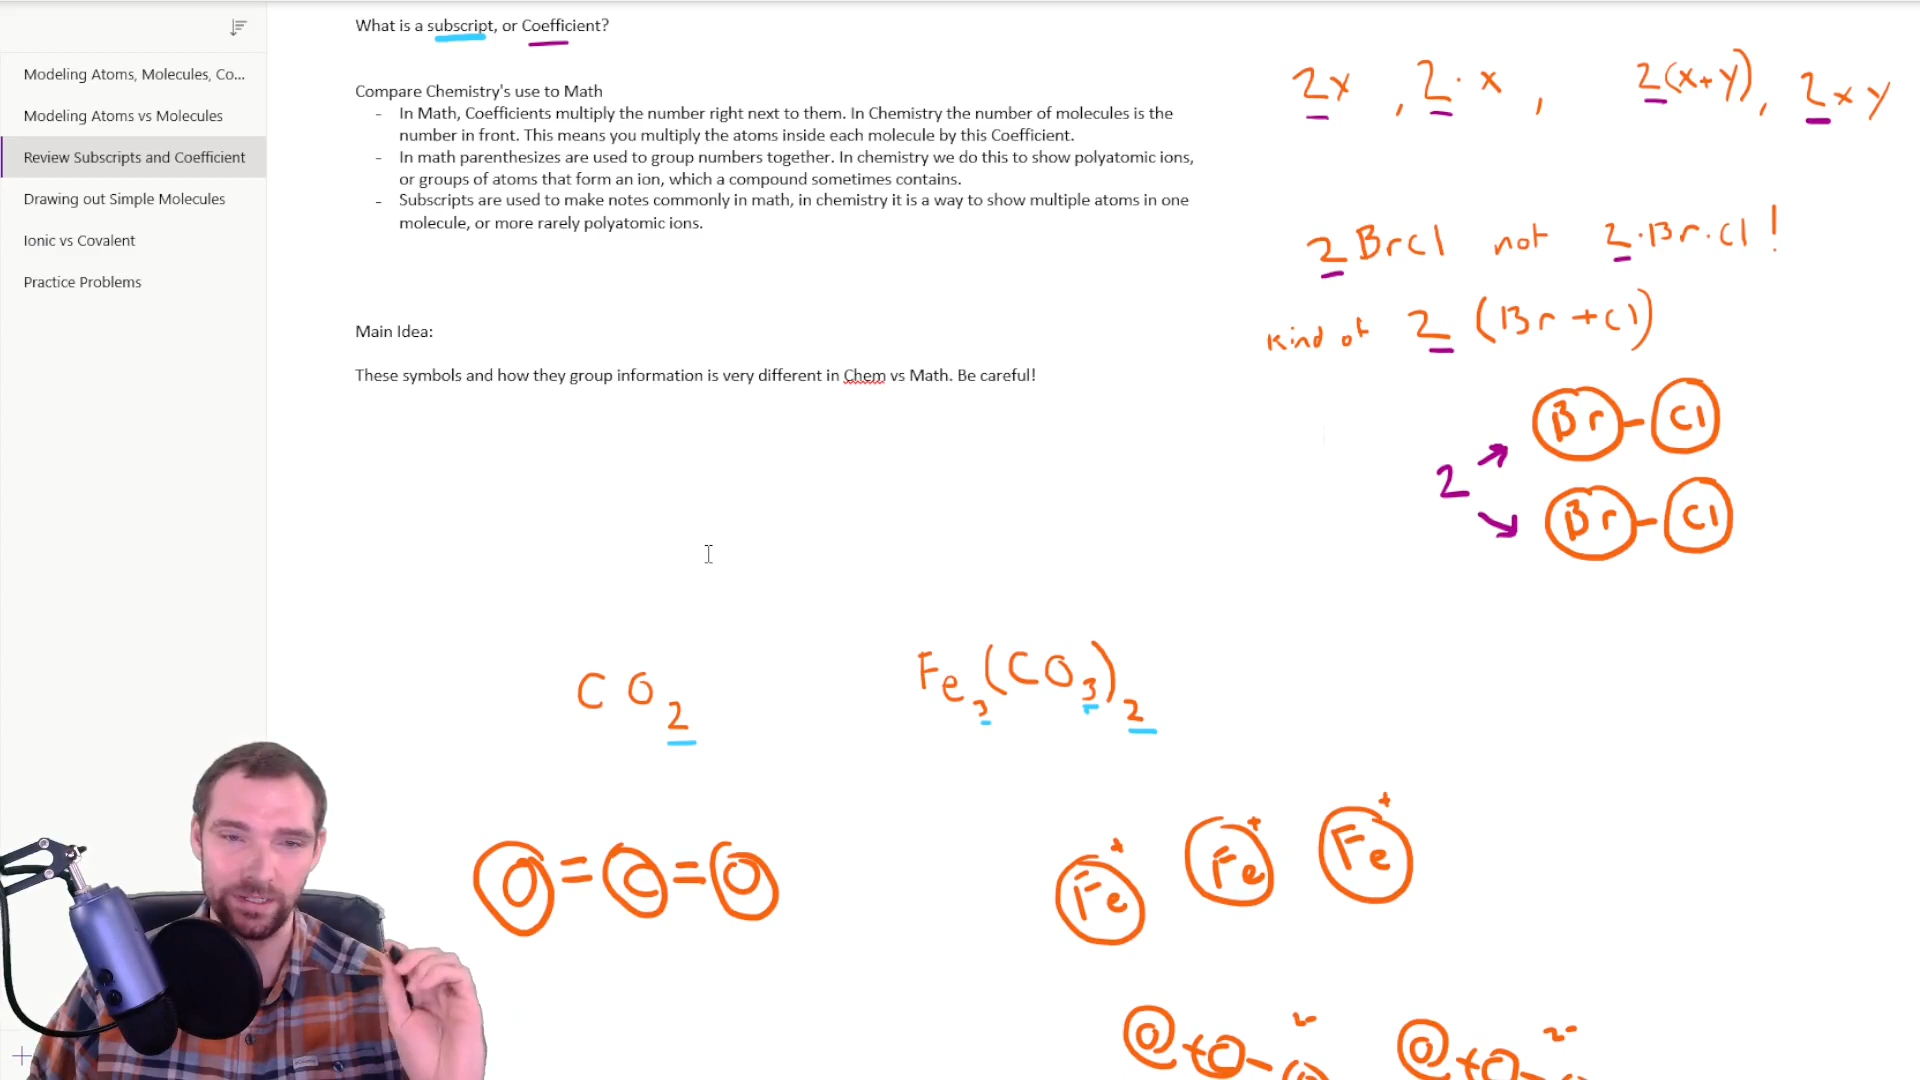 Modeling Atoms, Molecules, Co...
Modeling Atoms vs Molecules
Review Subscripts and Coefficient
Drawing out Simple Molecules
Ionic vs Covalent
Practice Problems
What is a subscript, or Coefficient?
Compare Chemistry's use to Math
- In Math, Coefficients multiply the number right next to them. In Chemistry the number of molecules is the
number in front. This means you multiply the atoms inside each molecule by this Coefficient.
- In math parenthesizes are used to group numbers together. In chemistry we do this to show polyatomic ions,
or groups of atoms that form an ion, which a compound sometimes contains.
- Subscripts are used to make notes commonly in math, in chemistry it is a way to show multiple atoms in one
molecule, or more rarely polyatomic ions.
Main Idea:
These symbols and how they group information is very different in Chem vs Math. Be careful!
2x , 2 · x , 2(x+y), 2xy
2BrCl not 2·Br·Cl!
kind of 2 (Br + Cl)
Br - Cl
2
Br - Cl
CO₂
Fe₃(CO₃)₂
O = C = O
Fe + Fe + Fe +
2- 2-